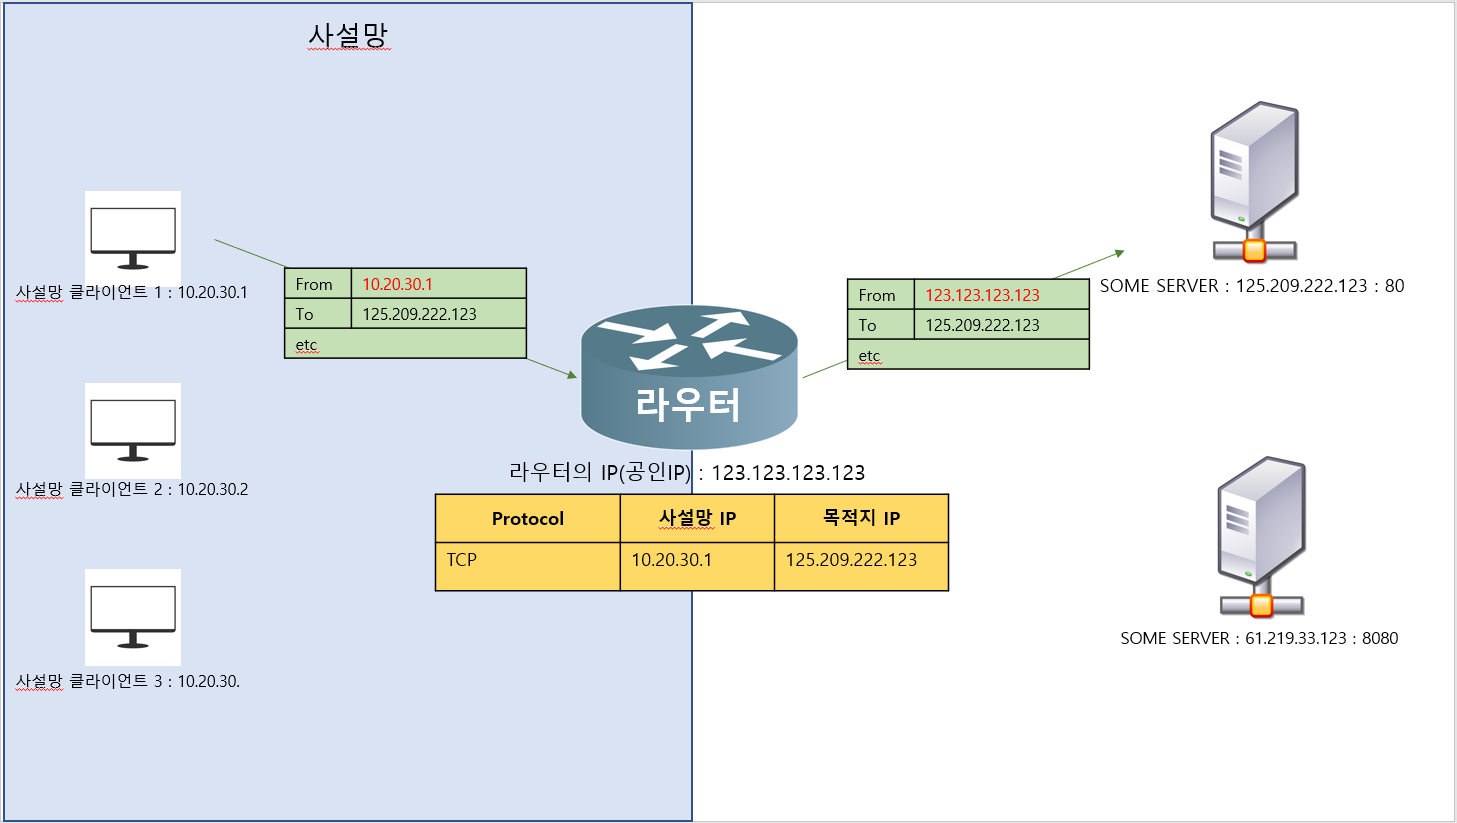 사설망
사설망 클라이언트 1 : 10.20.30.1
From 10.20.30.1
To 125.209.222.123
etc
From 123.123.123.123
To 125.209.222.123
etc
SOME SERVER : 125.209.222.123 : 80
라우터
라우터의 IP(공인IP) : 123.123.123.123
Protocol 사설망 IP 목적지 IP
TCP 10.20.30.1 125.209.222.123
사설망 클라이언트 2 : 10.20.30.2
사설망 클라이언트 3 : 10.20.30.
SOME SERVER : 61.219.33.123 : 8080